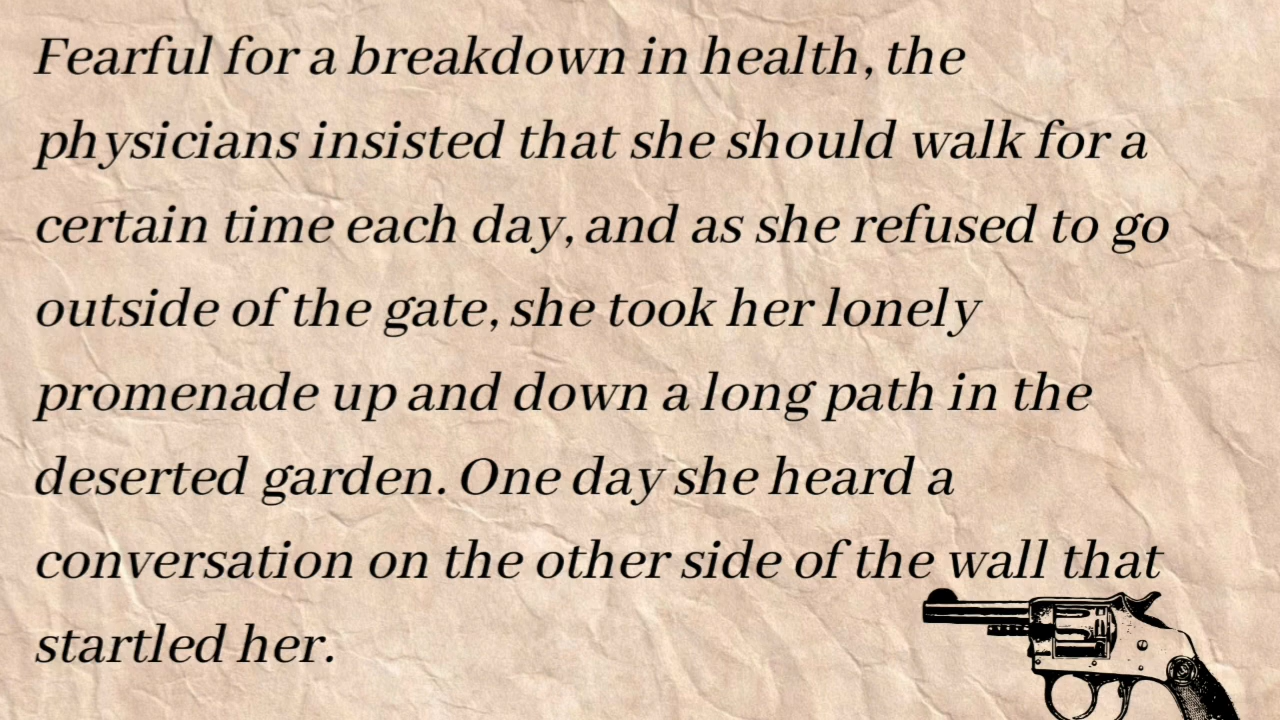 Fearful for a breakdown in health, the
physicians insisted that she should walk for a
certain time each day, and as she refused to go
outside of the gate, she took her lonely
promenade up and down a long path in the
deserted garden. One day she heard a
conversation on the other side of the wall that
startled her.